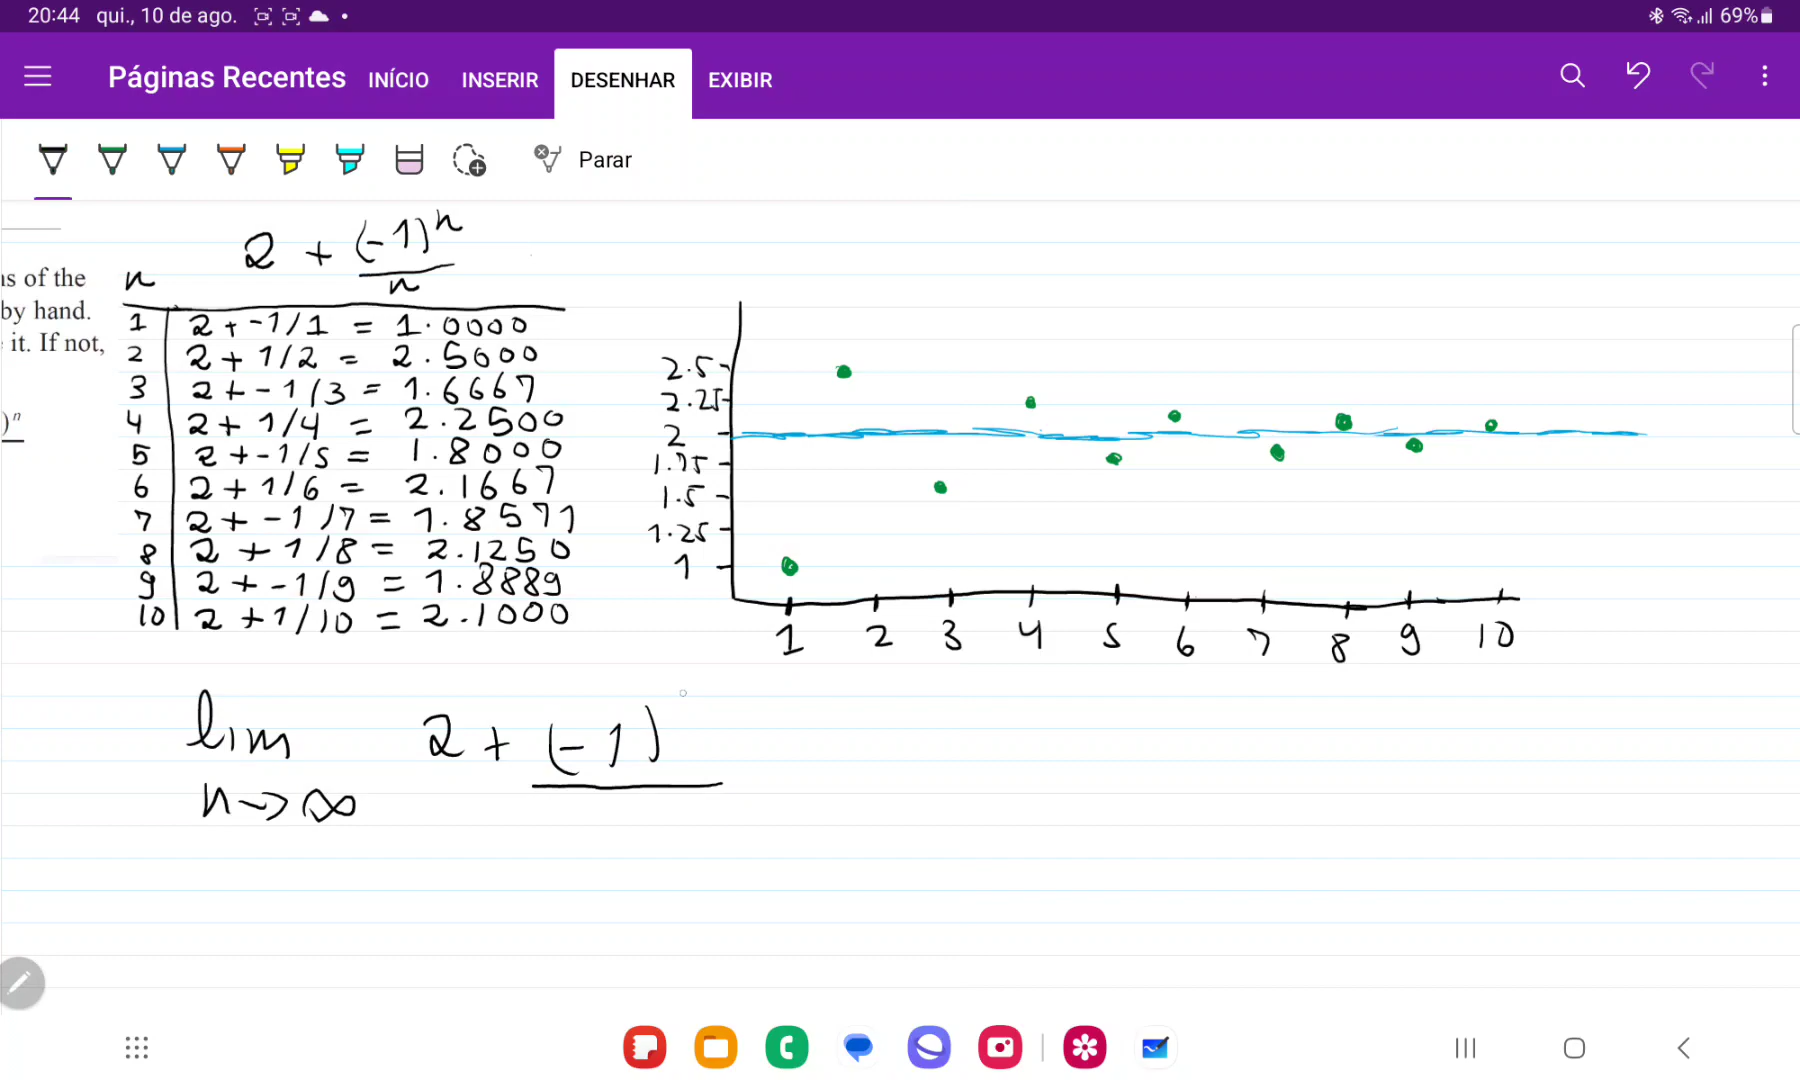 20:44 qui., 10 de ago. • 69%
Páginas Recentes INÍCIO INSERIR DESENHAR EXIBIR
Parar
2 + (-1)^n / n
is of the
by hand.
it. If not,
)^n
n
1 2 + -1/1 = 1.0000
2 2 + 1/2 = 2.5000
3 2 + -1/3 = 1.6667
4 2 + 1/4 = 2.2500
5 2 + -1/5 = 1.8000
6 2 + 1/6 = 2.1667
7 2 + -1/7 = 1.8571
8 2 + 1/8 = 2.1250
9 2 + -1/9 = 1.8889
10 2 + 1/10 = 2.1000
2.5
2.25
2
1.75
1.5
1.25
1
1 2 3 4 5 6 7 8 9 10
lim 2 + (-1)
n→∞